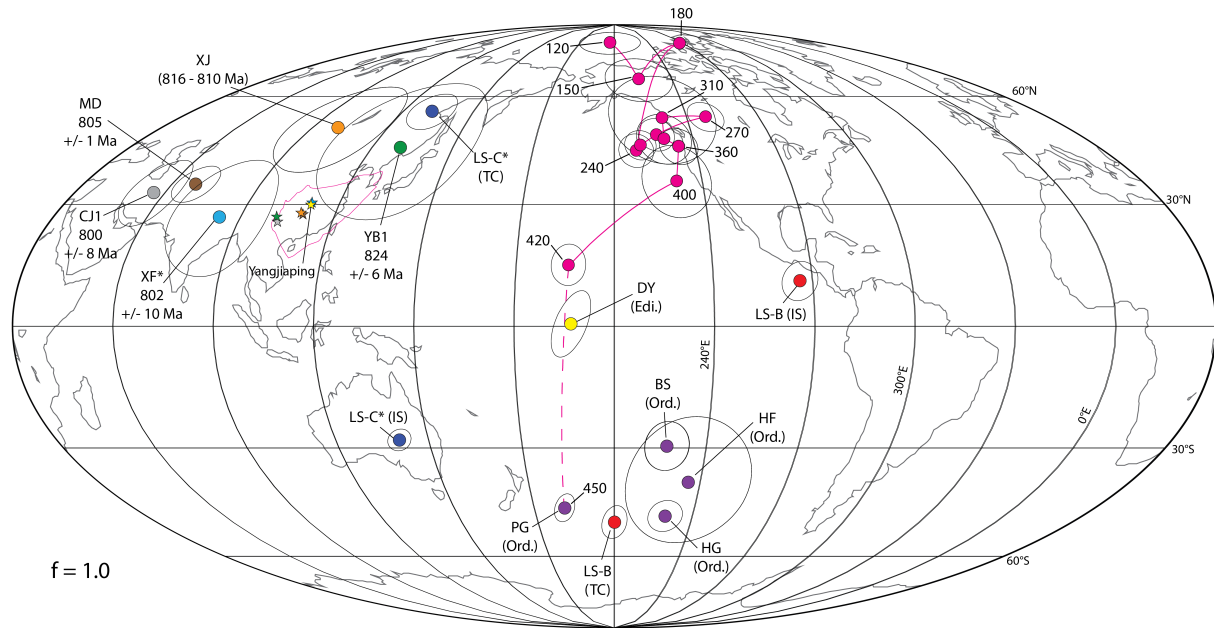 180
120
XJ
(816 - 810 Ma)
150
310
60°N
MD
805
+/- 1 Ma
270
LS-C*
(TC)
240
360
400
30°N
CJ1
800
+/- 8 Ma
YB1
824
+/- 6 Ma
420
XF*
802
+/- 10 Ma
Yangjiaping
DY
(Edi.)
LS-B (IS)
240°E
300°E
0°E
BS
(Ord.)
LS-C* (IS)
HF
(Ord.)
30°S
450
PG
(Ord.)
HG
(Ord.)
LS-B
(TC)
60°S
f = 1.0